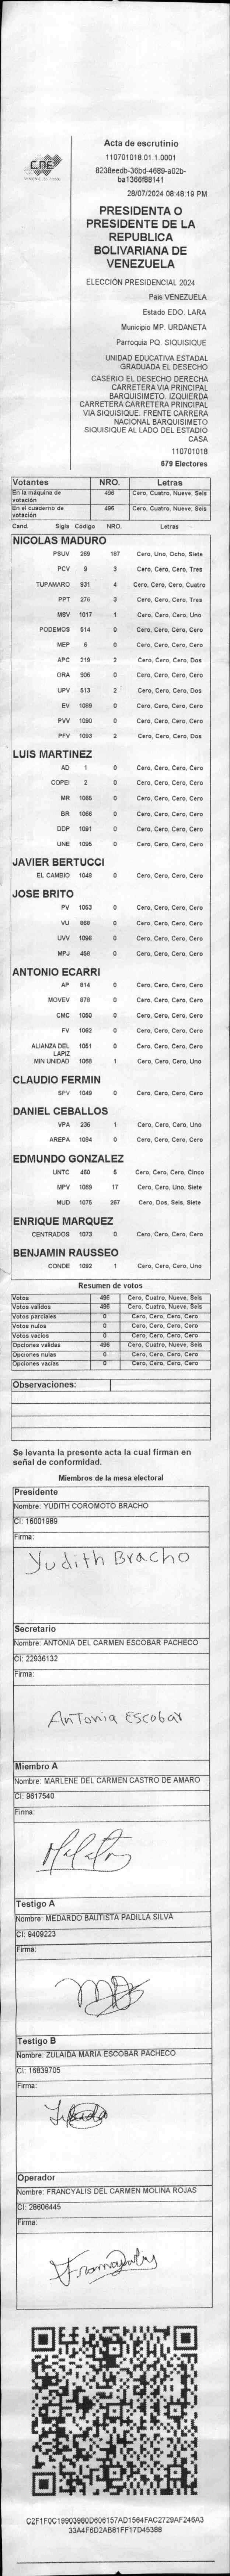 CNE
Acta de escrutinio
110701018.01.1.0001
8238eedb-36bd-4689-a02b-
ba1366f88141
28/07/2024 08:48:19 PM
PRESIDENTA O
PRESIDENTE DE LA
REPUBLICA
BOLIVARIANA DE
VENEZUELA
ELECCIÓN PRESIDENCIAL 2024
Pais VENEZUELA
Estado EDO. LARA
Municipio MP. URDANETA
Parroquia PQ. SIQUISIQUE
UNIDAD EDUCATIVA ESTADAL
GRADUADA EL DESECHO
CASERIO EL DESECHO DERECHA
CARRETERA VIA PRINCIPAL
BARQUISIMETO. IZQUIERDA
CARRETERA CARRETERA PRINCIPAL
VIA SIQUISIQUE. FRENTE CARRERA
NACIONAL BARQUISIMETO
SIQUISIQUE AL LADO DEL ESTADIO
CASA
110701018
679 Electores
Votantes NRO. Letras
En la máquina de votación 496 Cero, Cuatro, Nueve, Seis
En el cuaderno de votación 496 Cero, Cuatro, Nueve, Seis
Cand. Sigla Código NRO. Letras
NICOLAS MADURO
PSUV 269 187 Cero, Uno, Ocho, Siete
PCV 9 3 Cero, Cero, Cero, Tres
TUPAMARO 931 4 Cero, Cero, Cero, Cuatro
PPT 276 3 Cero, Cero, Cero, Tres
MSV 1017 1 Cero, Cero, Cero, Uno
PODEMOS 514 0 Cero, Cero, Cero, Cero
MEP 6 0 Cero, Cero, Cero, Cero
APC 219 2 Cero, Cero, Cero, Dos
ORA 906 0 Cero, Cero, Cero, Cero
UPV 513 2 Cero, Cero, Cero, Dos
EV 1089 0 Cero, Cero, Cero, Cero
PVV 1090 0 Cero, Cero, Cero, Cero
PFV 1093 2 Cero, Cero, Cero, Dos
LUIS MARTINEZ
AD 1 0 Cero, Cero, Cero, Cero
COPEI 2 0 Cero, Cero, Cero, Cero
MR 1065 0 Cero, Cero, Cero, Cero
BR 1066 0 Cero, Cero, Cero, Cero
DDP 1091 0 Cero, Cero, Cero, Cero
UNE 1095 0 Cero, Cero, Cero, Cero
JAVIER BERTUCCI
EL CAMBIO 1048 0 Cero, Cero, Cero, Cero
JOSE BRITO
PV 1053 0 Cero, Cero, Cero, Cero
VU 869 0 Cero, Cero, Cero, Cero
UVV 1096 0 Cero, Cero, Cero, Cero
MPJ 458 0 Cero, Cero, Cero, Cero
ANTONIO ECARRI
AP 814 0 Cero, Cero, Cero, Cero
MOVEV 878 0 Cero, Cero, Cero, Cero
CMC 1050 0 Cero, Cero, Cero, Cero
FV 1062 0 Cero, Cero, Cero, Cero
ALIANZA DEL LAPIZ 1051 0 Cero, Cero, Cero, Cero
MIN UNIDAD 1068 1 Cero, Cero, Cero, Uno
CLAUDIO FERMIN
SPV 1049 0 Cero, Cero, Cero, Cero
DANIEL CEBALLOS
VPA 236 1 Cero, Cero, Cero, Uno
AREPA 1094 0 Cero, Cero, Cero, Cero
EDMUNDO GONZALEZ
UNTC 460 5 Cero, Cero, Cero, Cinco
MPV 1069 17 Cero, Cero, Uno, Siete
MUD 1075 267 Cero, Dos, Seis, Siete
ENRIQUE MARQUEZ
CENTRADOS 1073 0 Cero, Cero, Cero, Cero
BENJAMIN RAUSSEO
CONDE 1092 1 Cero, Cero, Cero, Uno
Resumen de votos
Votos 496 Cero, Cuatro, Nueve, Seis
Votos validos 496 Cero, Cuatro, Nueve, Seis
Votos parciales 0 Cero, Cero, Cero, Cero
Votos nulos 0 Cero, Cero, Cero, Cero
Votos vacios 0 Cero, Cero, Cero, Cero
Opciones validas 496 Cero, Cuatro, Nueve, Seis
Opciones nulas 0 Cero, Cero, Cero, Cero
Opciones vacias 0 Cero, Cero, Cero, Cero
Observaciones:
Se levanta la presente acta la cual firman en
señal de conformidad.
Miembros de la mesa electoral
Presidente
Nombre: YUDITH COROMOTO BRACHO
CI: 16001989
Firma:
Yudith Bracho
Secretario
Nombre: ANTONIA DEL CARMEN ESCOBAR PACHECO
CI: 22936132
Firma:
Antonia Escobar
Miembro A
Nombre: MARLENE DEL CARMEN CASTRO DE AMARO
CI: 9617540
Firma:
Testigo A
Nombre: MEDARDO BAUTISTA PADILLA SILVA
CI: 9409223
Firma:
Testigo B
Nombre: ZULAIDA MARIA ESCOBAR PACHECO
CI: 16839705
Firma:
Operador
Nombre: FRANCYALIS DEL CARMEN MOLINA ROJAS
CI: 28606445
Firma:
C2F1F0C19903980D606157AD1564FAC2729AF246A3
33A4F6D2AB81FF17D45388